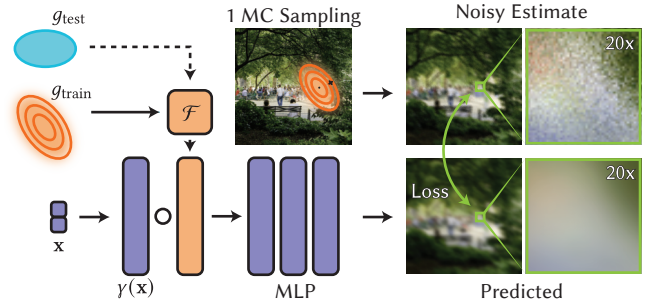 1 MC Sampling
Noisy Estimate
g_test
20x
g_train
ℱ
Loss
20x
x
γ(x)
MLP
Predicted